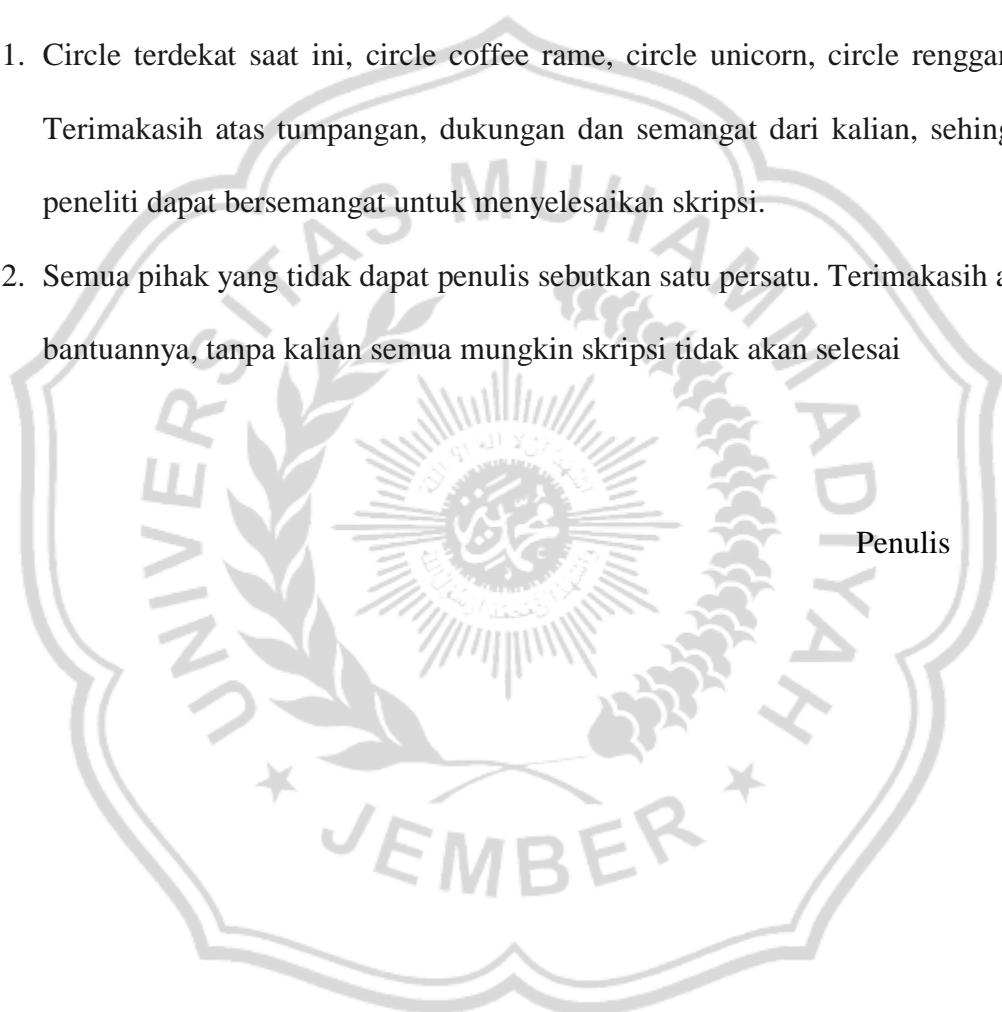 1. Circle terdekat saat ini, circle coffee rame, circle unicorn, circle
Terimakasih atas tumpangan, dukungan dan semangat dari kalian,
peneliti dapat bersemangat untuk menyelesaikan skripsi.
2. Semua pihak yang tidak dapat penulis sebutkan satu persatu. Terimakasih
bantuannya, tanpa kalian semua mungkin skripsi tidak akan selesai
Penulis
UNIVERSITAS MUHAMMADIYAH
JEMBER